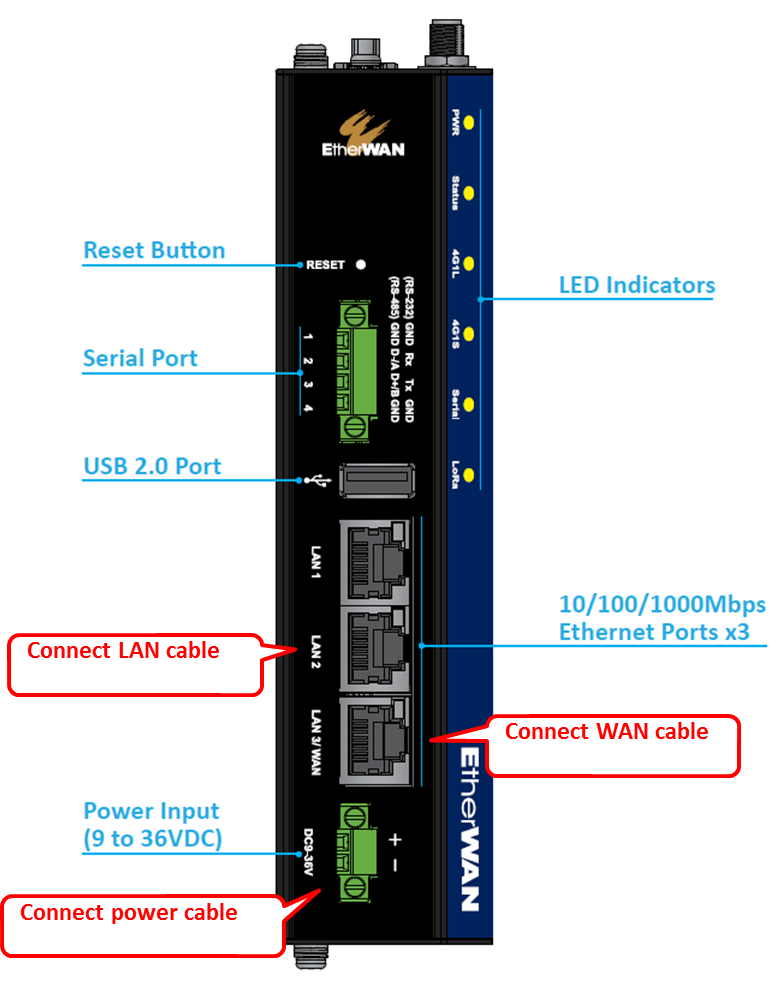 EtherWAN
PWR
Status
4G1L
4G1S
Serial
LoRa
Reset Button
RESET
LED Indicators
(RS-232) GND Rx Tx GND
(RS-485) GND D-/A D+/B GND
Serial Port
1
2
3
4
USB 2.0 Port
LAN 1
10/100/1000Mbps
Ethernet Ports x3
Connect LAN cable
LAN 2
LAN 3/WAN
Connect WAN cable
EtherWAN
Power Input
(9 to 36VDC)
DC9-36V
+
−
Connect power cable